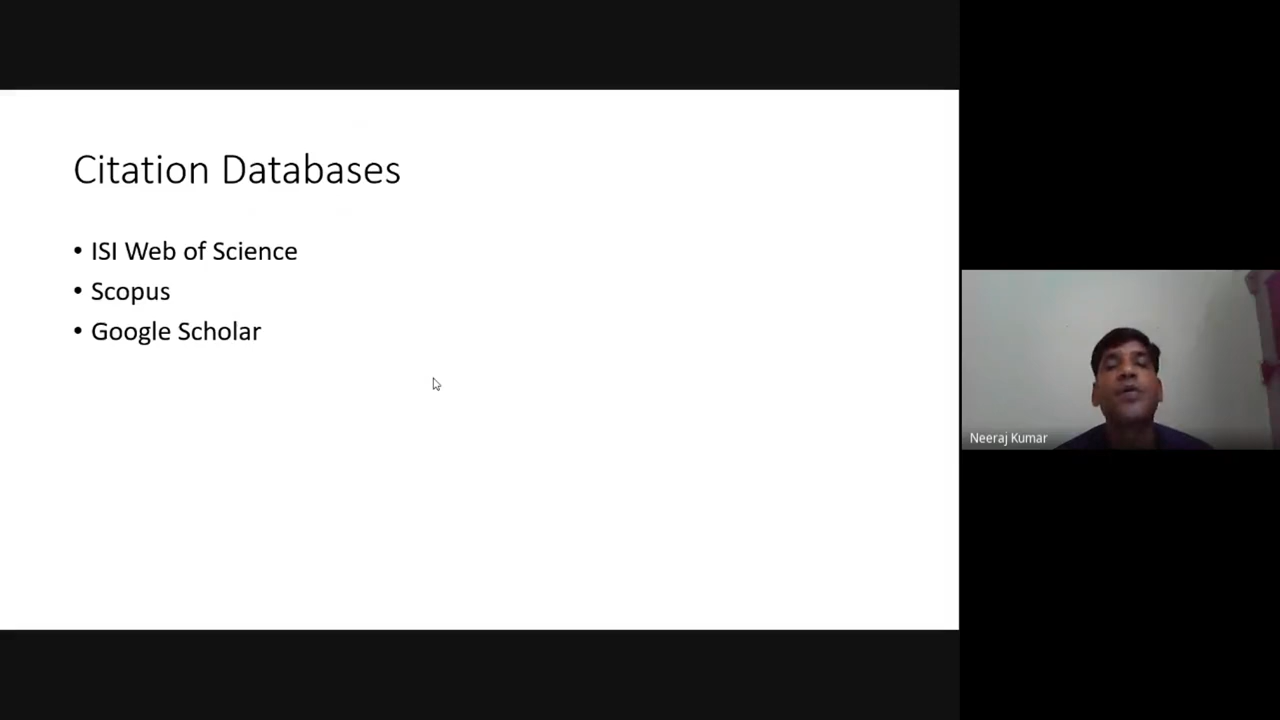 Citation Databases
• ISI Web of Science
• Scopus
• Google Scholar
Neeraj Kumar